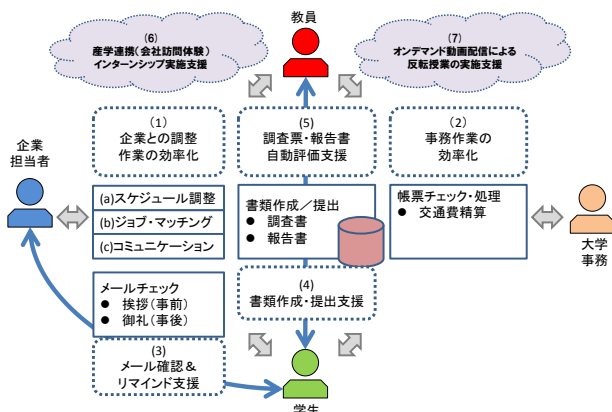 教員
(6)
産学連携(会社訪問体験)
インターンシップ実施支援
(7)
オンデマンド動画配信による
反転授業の実施支援
企業
担当者
(1)
企業との調整
作業の効率化
(5)
調査票・報告書
自動評価支援
(2)
事務作業の
効率化
(a)スケジュール調整
(b)ジョブ・マッチング
(c)コミュニケーション
書類作成/提出
● 調査書
● 報告書
帳票チェック・処理
● 交通費精算
大学
事務
メールチェック
● 挨拶(事前)
● 御礼(事後)
(4)
書類作成・提出支援
(3)
メール確認&
リマインド支援
学生